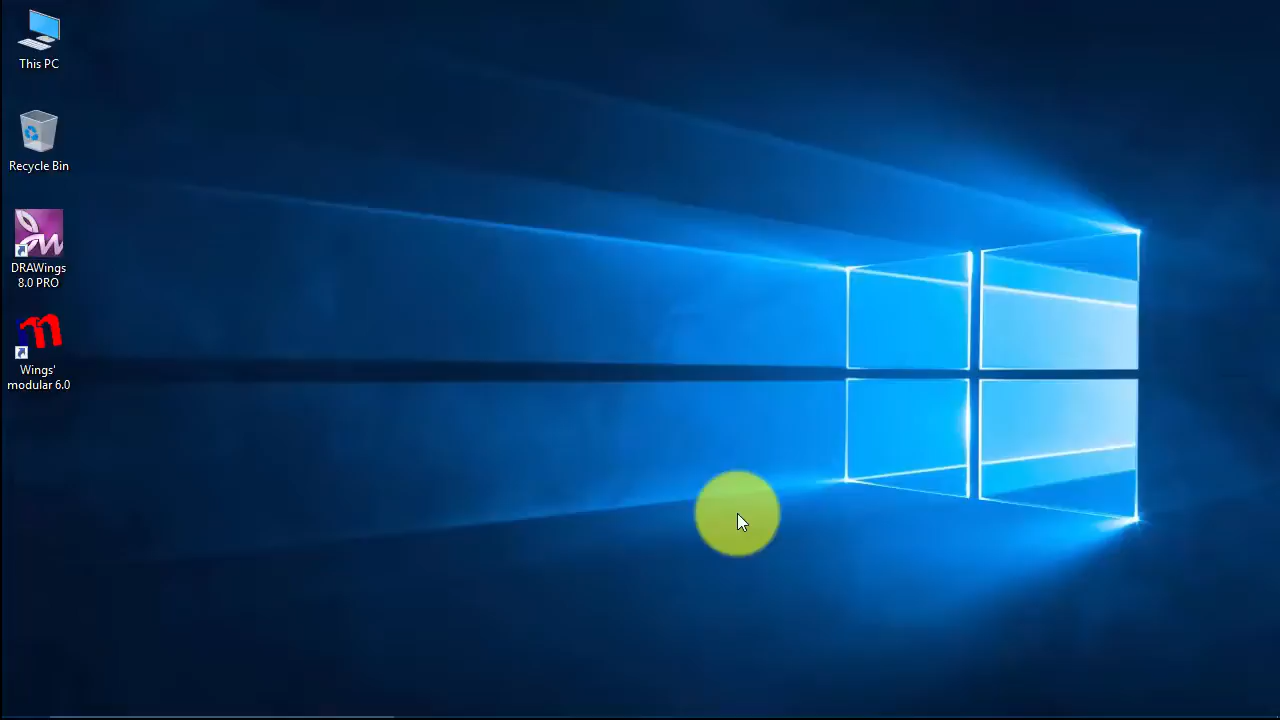 This PC
Recycle Bin
DRAWings
8.0 PRO
Wings'
modular 6.0